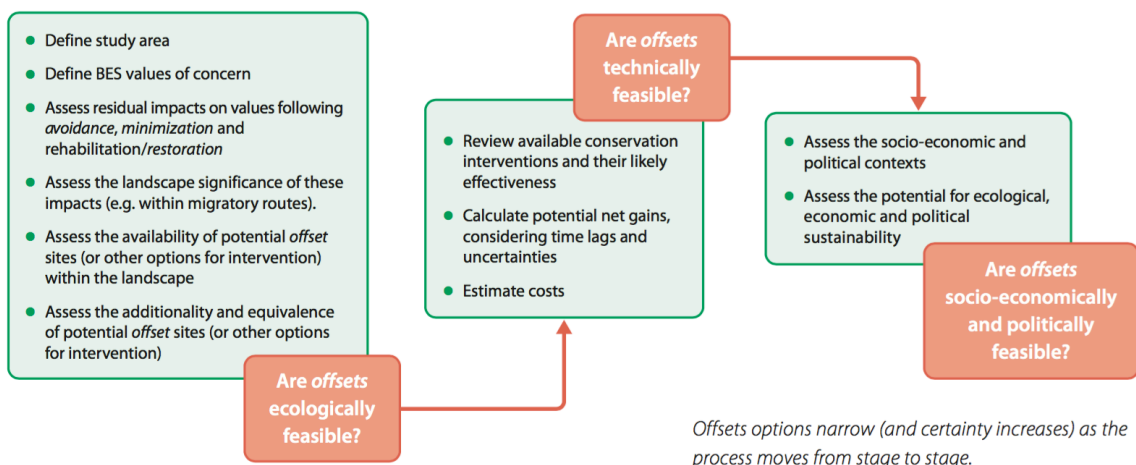 Define study area
Define BES values of concern
Assess residual impacts on values following
avoidance, minimization and
rehabilitation/restoration
Assess the landscape significance of these
impacts (e.g. within migratory routes).
Assess the availability of potential offset
sites (or other options for intervention)
within the landscape
Assess the additionality and equivalence
of potential offset sites (or other options
for intervention)
Are offsets
ecologically
feasible?
Are offsets
technically
feasible?
Review available conservation
interventions and their likely
effectiveness
Calculate potential net gains,
considering time lags and
uncertainties
Estimate costs
Assess the socio-economic and
political contexts
Assess the potential for ecological,
economic and political
sustainability
Are offsets
socio-economically
and politically
feasible?
Offsets options narrow (and certainty increases) as the
process moves from stage to stage.